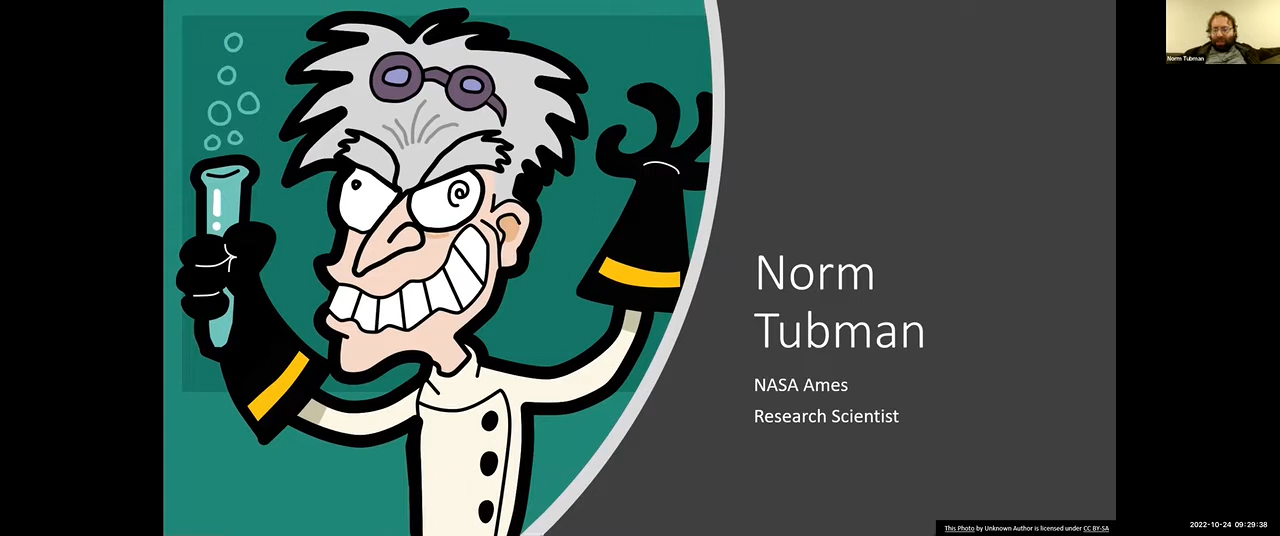 Norm Tubman
Norm
Tubman
NASA Ames
Research Scientist
This Photo by Unknown Author is licensed under CC BY-SA
2022-10-24 09:29:38